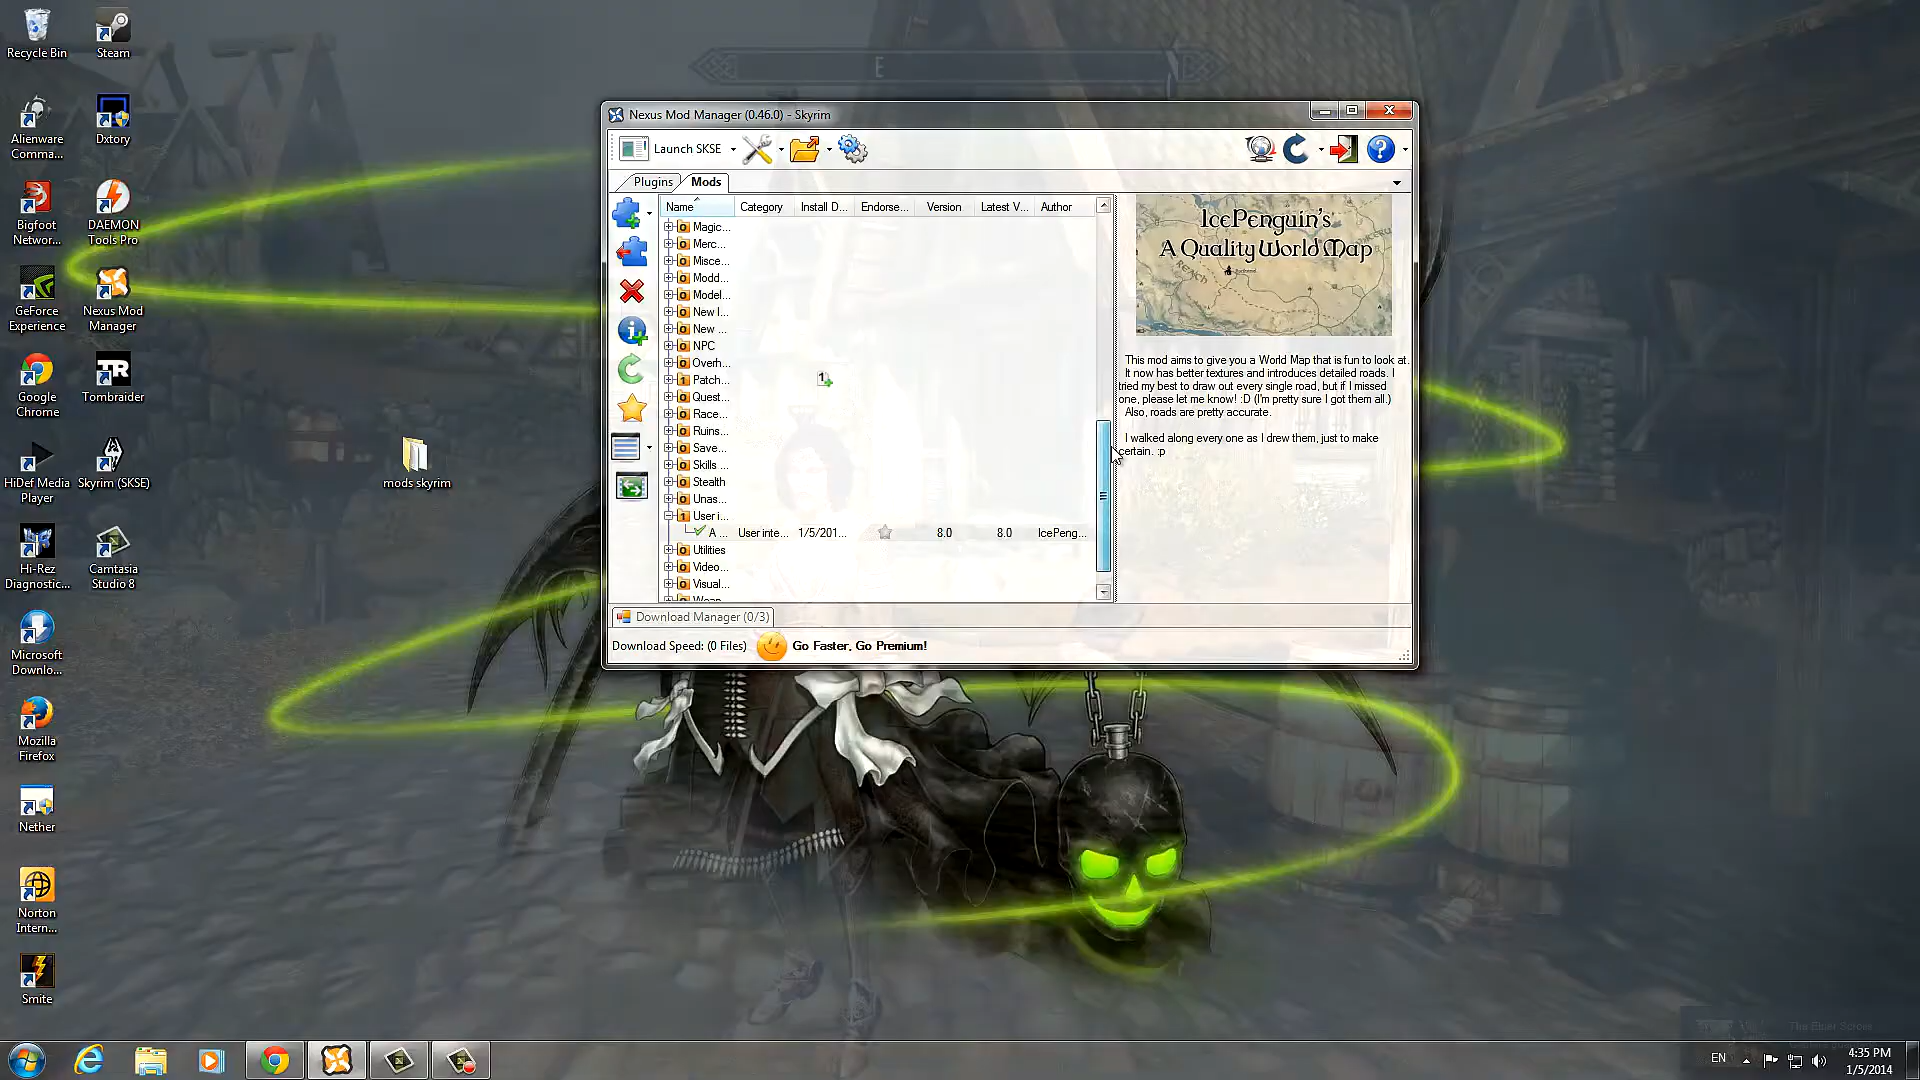 Recycle Bin
Steam
Alienware
Comma...
Dxtory
Bigfoot
Networ...
DAEMON
Tools Pro
GeForce
Experience
Nexus Mod
Manager
Google
Chrome
Tombraider
HiDef Media
Player
Skyrim (SKSE)
mods skyrim
Hi-Rez
Diagnostic...
Camtasia
Studio 8
Microsoft
Downlo...
Mozilla
Firefox
Nether
Norton
Intern...
Smite
E
Nexus Mod Manager (0.46.0) - Skyrim
Launch SKSE
Plugins
Mods
Name
Category
Install D...
Endorse...
Version
Latest V...
Author
Magic...
Merc...
Misce...
Modd...
Model...
New I...
New ...
NPC
Overh...
Patch...
Quest...
Race...
Ruins...
Save...
Skills ...
Stealth
Unas...
User i...
A ...
User inte...
1/5/201...
8.0
8.0
IcePeng...
Utilities
Video...
Visual...
IcePenguin's
A Quality World Map
This mod aims to give you a World Map that is fun to look at.
It now has better textures and introduces detailed roads. I
tried my best to draw out every single road, but if I missed
one, please let me know! :D (I'm pretty sure I got them all.)
Also, roads are pretty accurate.
I walked along every one as I drew them, just to make
certain. :p
Download Manager (0/3)
Download Speed: (0 Files)
Go Faster, Go Premium!
EN
4:35 PM
1/5/2014